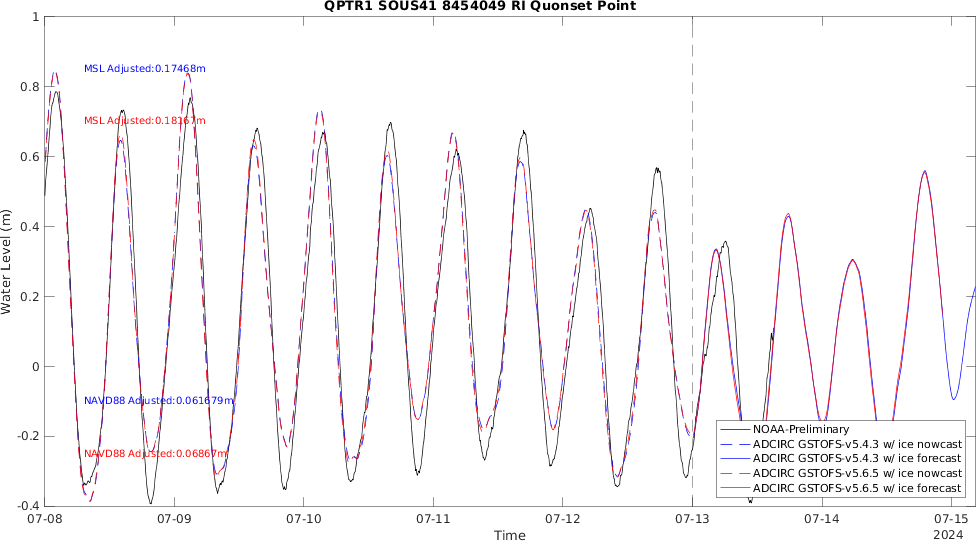 QPTR1 SOUS41 8454049 RI Quonset Point
1
0.8
0.6
0.4
0.2
0
-0.2
-0.4
Water Level (m)
MSL Adjusted:0.17468m
MSL Adjusted:0.18167m
NAVD88 Adjusted:0.061679m
NAVD88 Adjusted:0.06867m
NOAA-Preliminary
ADCIRC GSTOFS-v5.4.3 w/ ice nowcast
ADCIRC GSTOFS-v5.4.3 w/ ice forecast
ADCIRC GSTOFS-v5.6.5 w/ ice nowcast
ADCIRC GSTOFS-v5.6.5 w/ ice forecast
07-08 07-09 07-10 07-11 07-12 07-13 07-14 07-15
Time
2024